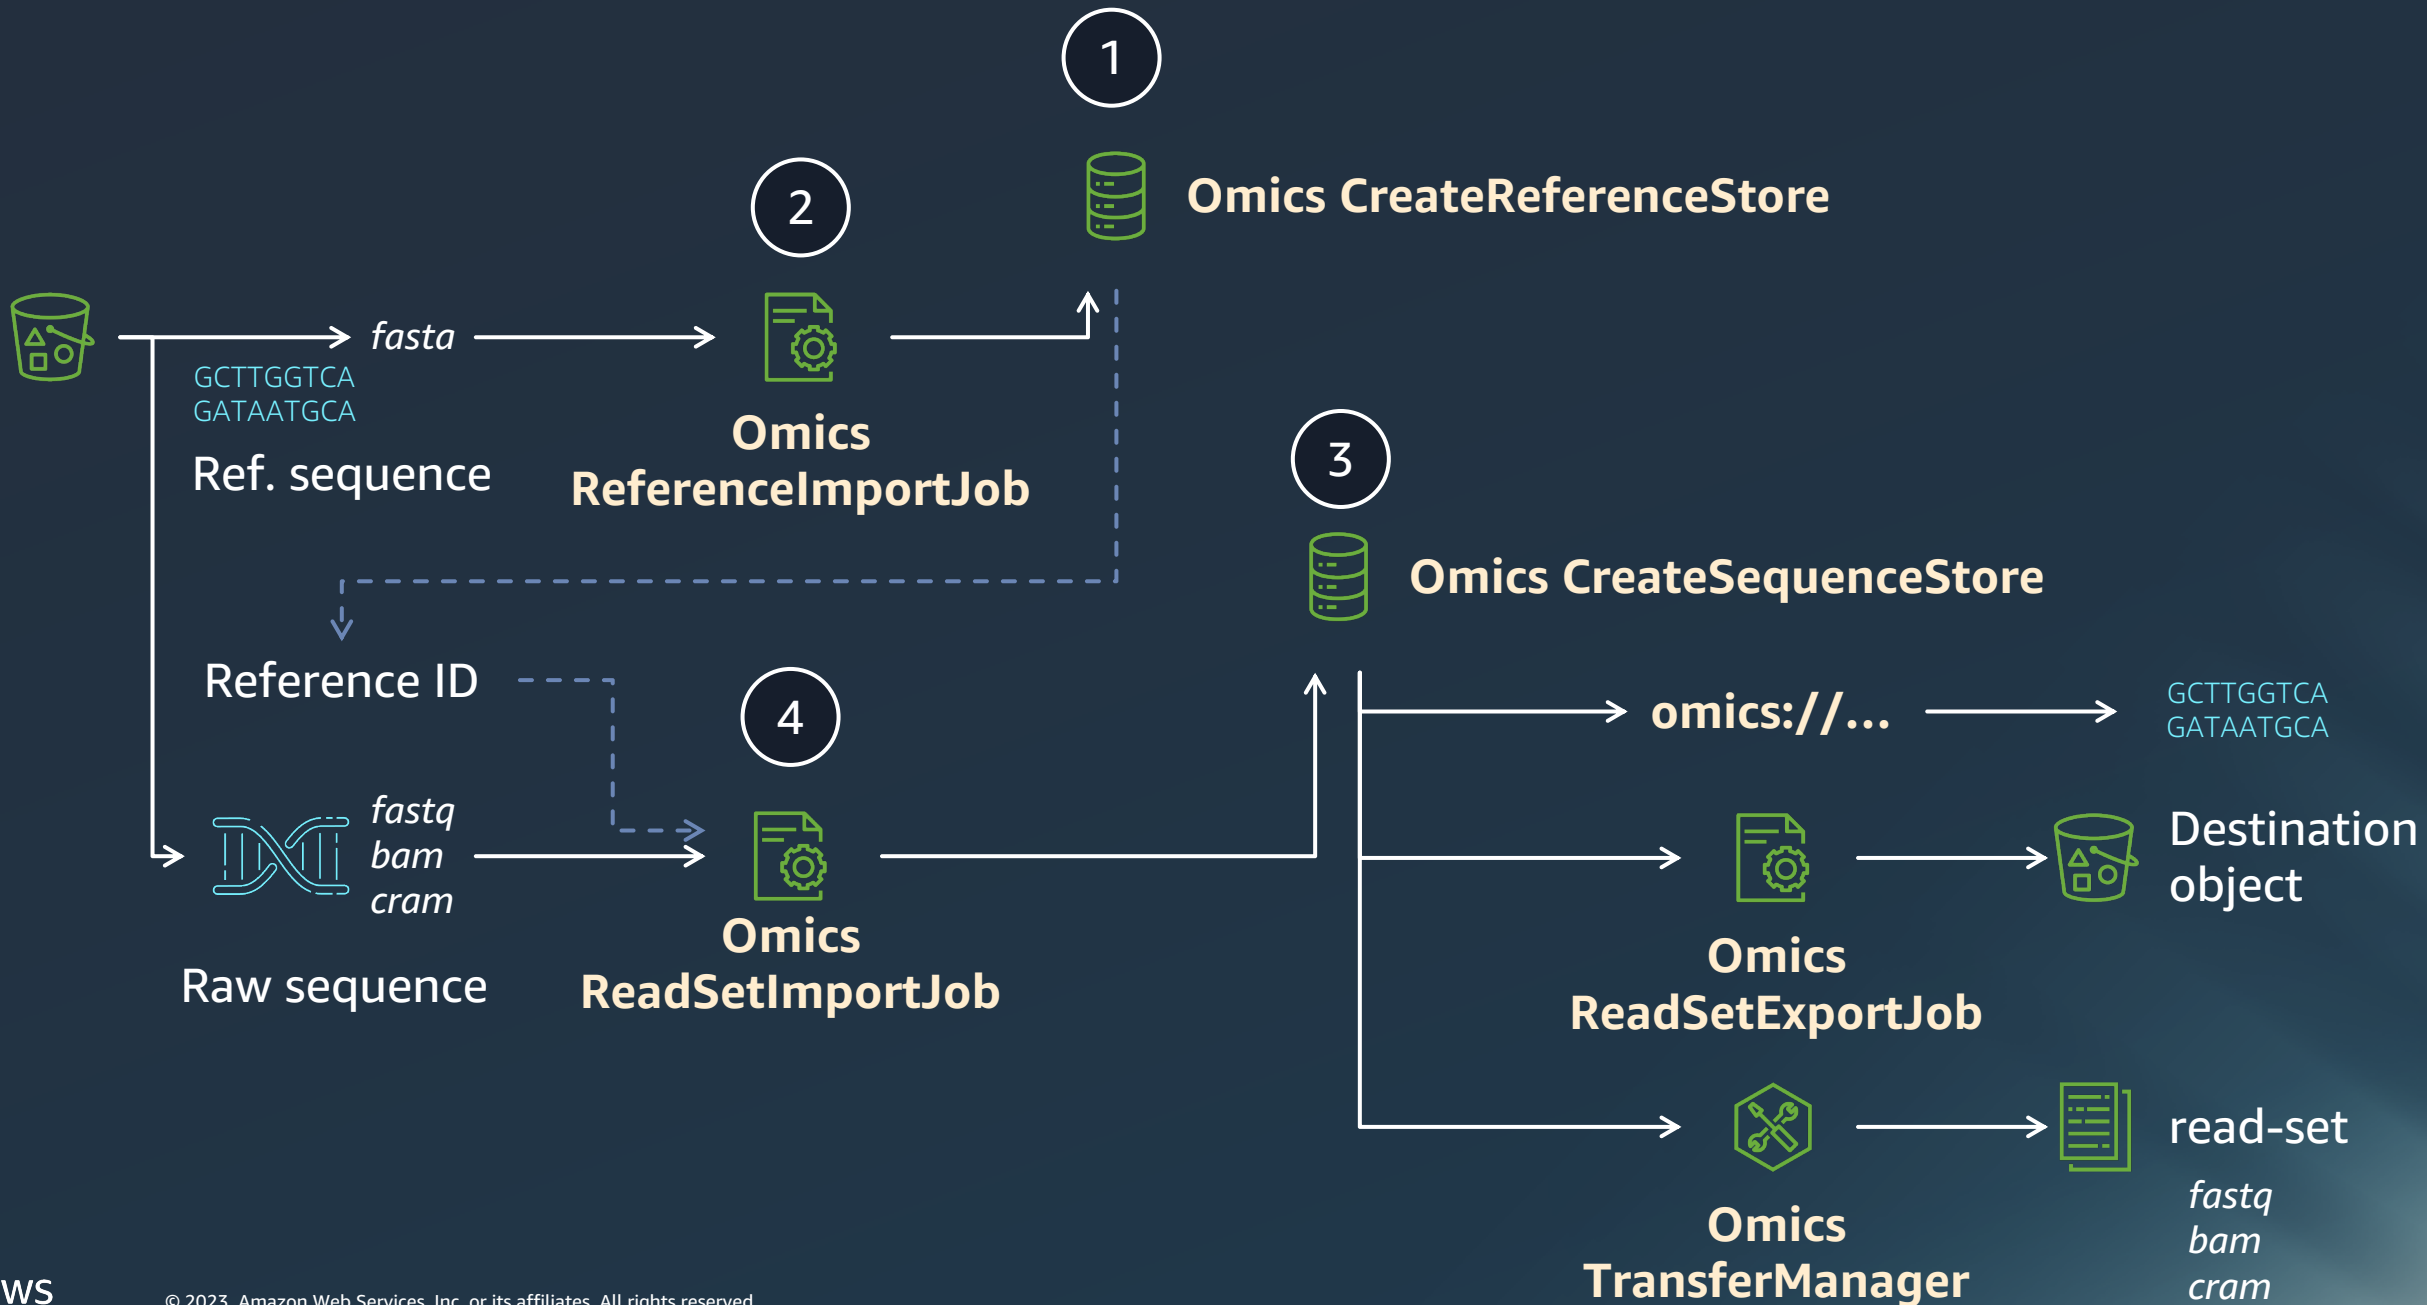 1
Omics CreateReferenceStore
2
fasta
GCTTGGTCA
GATAATGCA
Ref. sequence
Omics
ReferenceImportJob
3
Omics CreateSequenceStore
Reference ID
4
omics://...
GCTTGGTCA
GATAATGCA
fastq
bam
cram
Raw sequence
Omics
ReadSetImportJob
Destination
object
Omics
ReadSetExportJob
read-set
fastq
bam
cram
Omics
TransferManager
ws
© 2023, Amazon Web Services, Inc. or its affiliates. All rights reserved.